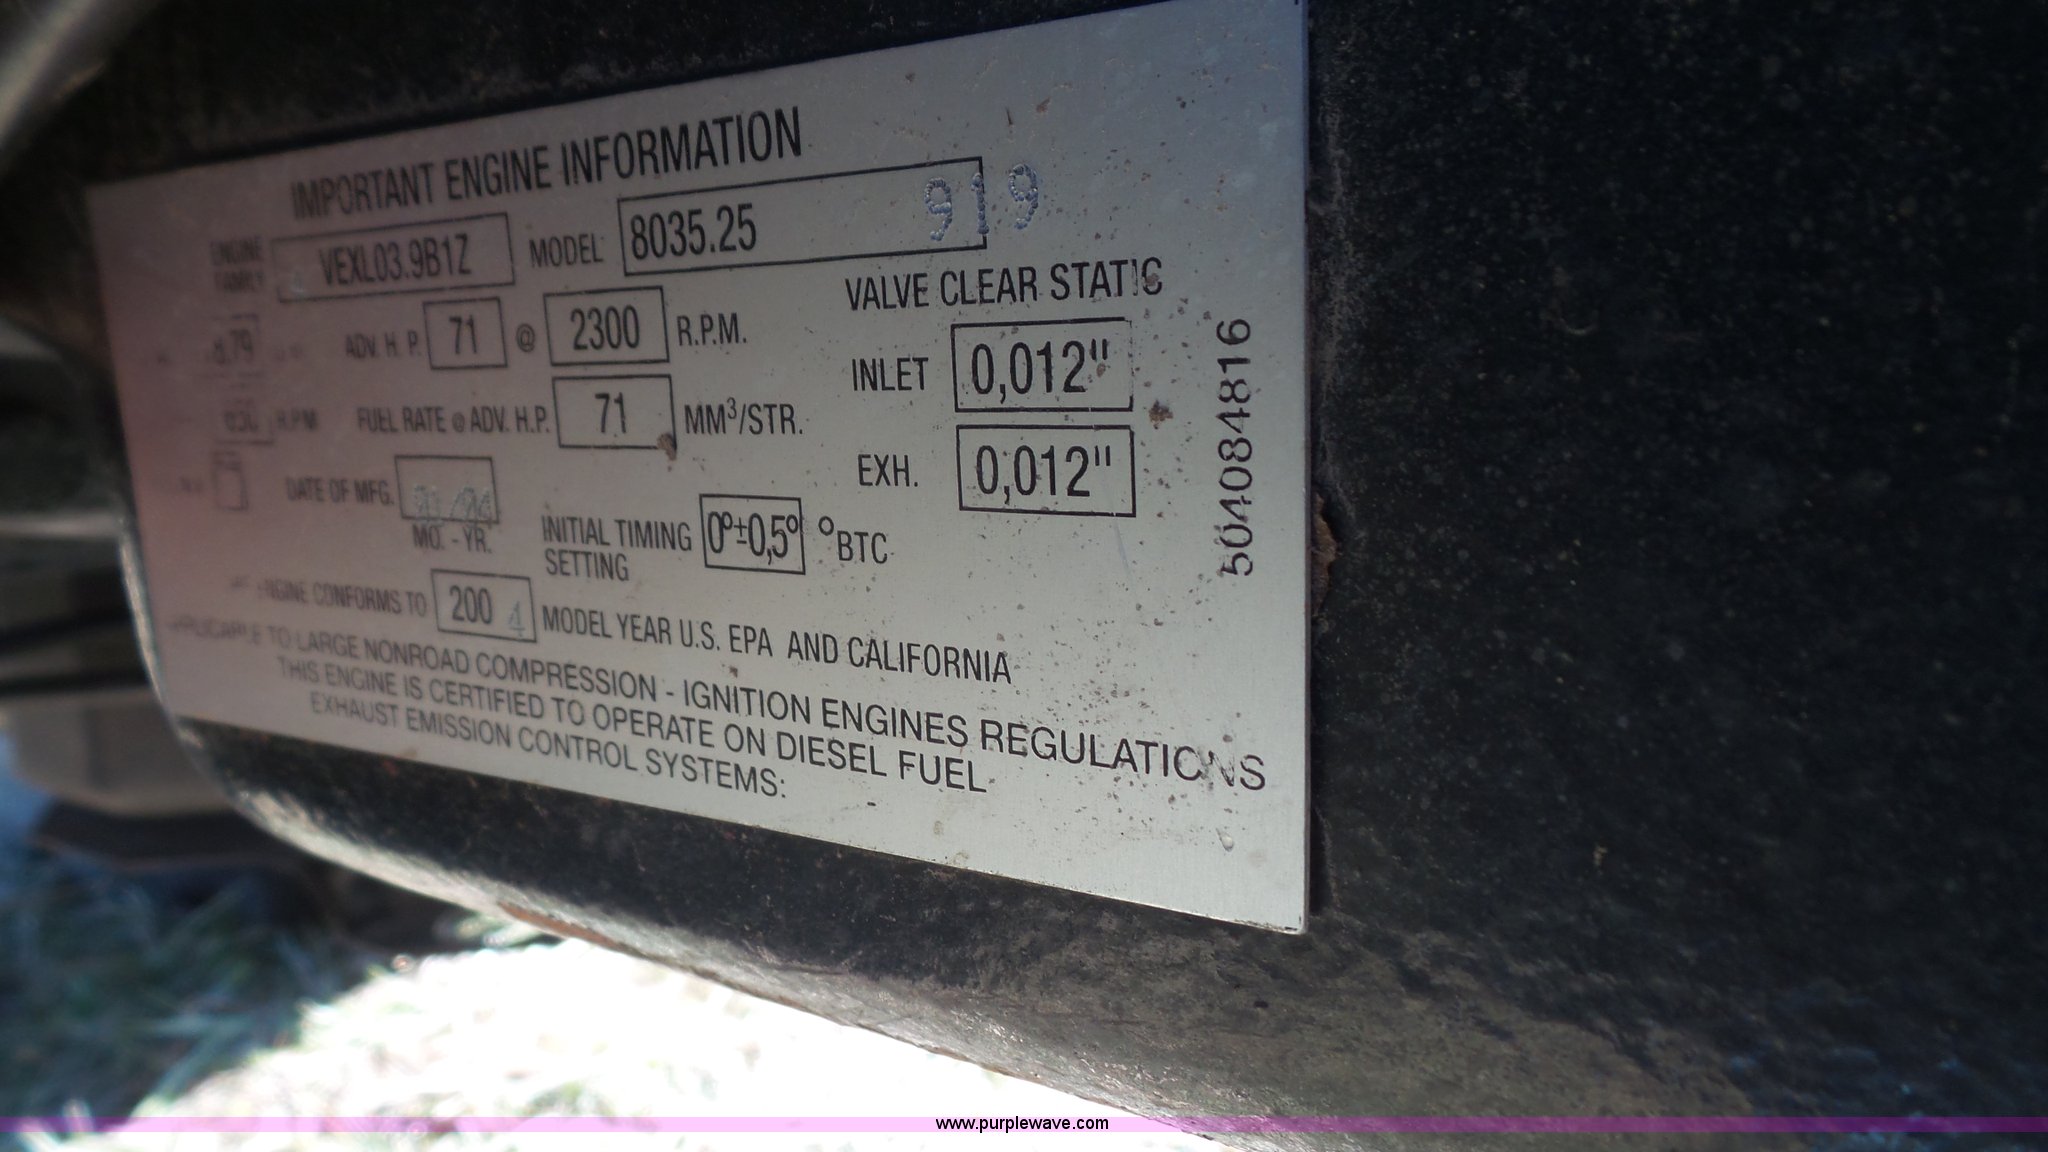 IMPORTANT ENGINE INFORMATION
ENGINE FAMILY VEXL03.9B1Z MODEL 8035.25 919
ADV. H. P. 71 @ 2300 R.P.M.
FUEL RATE @ ADV. H.P. 71 MM³/STR.
R.P.M
DATE OF MFG.
MO. - YR.
INITIAL TIMING SETTING 0°±0,5° °BTC
VALVE CLEAR STATIC
INLET 0,012"
EXH. 0,012"
504084816
ENGINE CONFORMS TO 2004 MODEL YEAR U.S. EPA AND CALIFORNIA
APPLICABLE TO LARGE NONROAD COMPRESSION - IGNITION ENGINES REGULATIONS
THIS ENGINE IS CERTIFIED TO OPERATE ON DIESEL FUEL
EXHAUST EMISSION CONTROL SYSTEMS:
www.purplewave.com